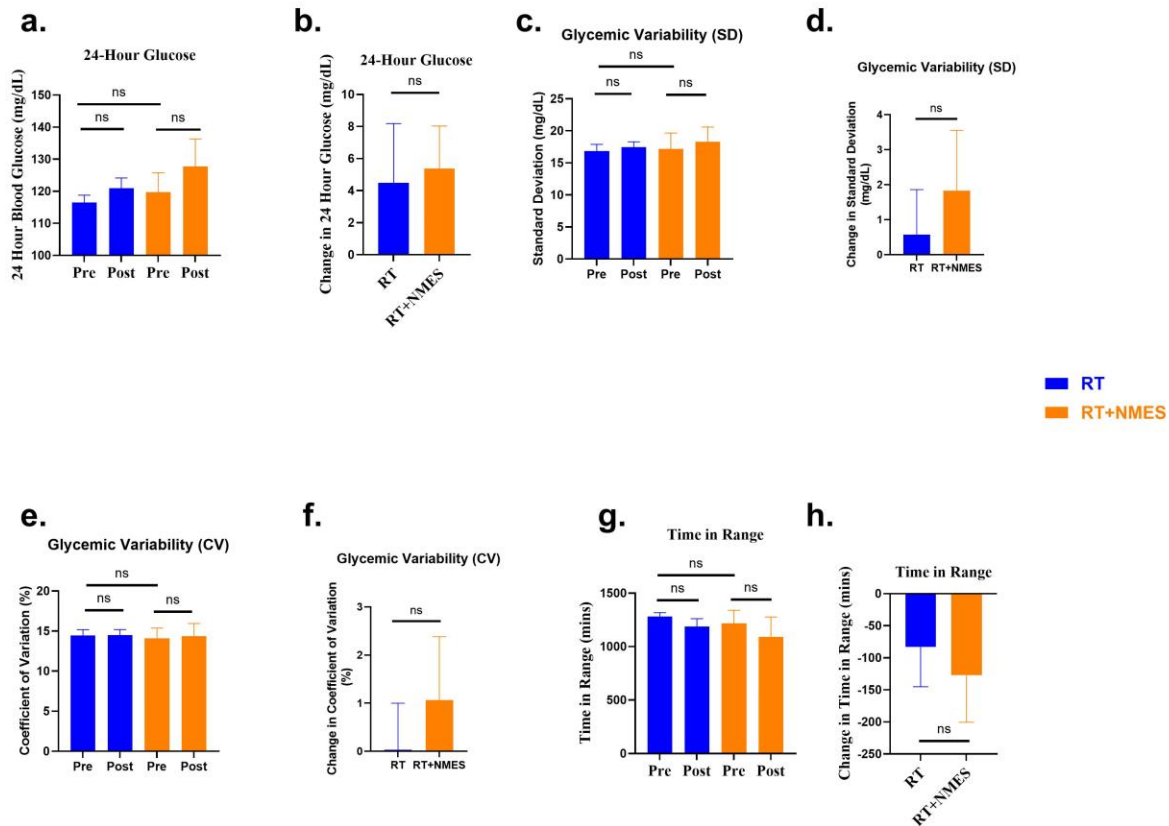 a.
24-Hour Glucose
24 Hour Blood Glucose (mg/dL)
150
140
130
120
110
100
ns
ns
ns
Pre
Post
Pre
Post
b.
24-Hour Glucose
Change in 24 Hour Glucose (mg/dL)
10
8
6
4
2
0
ns
RT
RT+NMES
c.
Glycemic Variability (SD)
Standard Deviation (mg/dL)
25
20
15
10
5
0
ns
ns
ns
Pre
Post
Pre
Post
d.
Glycemic Variability (SD)
Change in Standard Deviation
(mg/dL)
4
3
2
1
0
ns
RT
RT+NMES
RT
RT+NMES
e.
Glycemic Variability (CV)
Coefficient of Variation (%)
20
15
10
5
0
ns
ns
ns
Pre
Post
Pre
Post
f.
Glycemic Variability (CV)
Change in Coefficient of Variation
(%)
3
2
1
0
ns
RT
RT+NMES
g.
Time in Range
Time in Range (mins)
1500
1000
500
0
ns
ns
ns
Pre
Post
Pre
Post
h.
Time in Range
Change in Time in Range (mins)
0
-50
-100
-150
-200
-250
ns
RT
RT+NMES